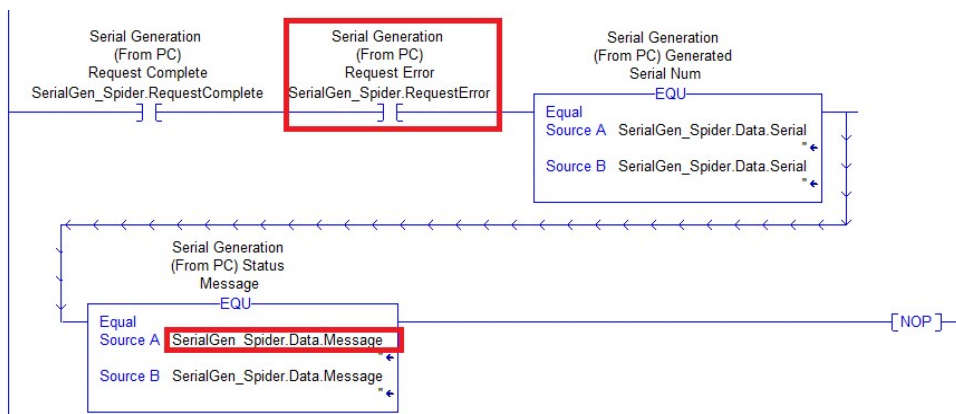 Serial Generation
(From PC)
Request Complete
SerialGen_Spider.RequestComplete
Serial Generation
(From PC)
Request Error
SerialGen_Spider.RequestError
Serial Generation
(From PC) Generated
Serial Num
EQU
Equal
Source A SerialGen_Spider.Data.Serial
''
Source B SerialGen_Spider.Data.Serial
''
Serial Generation
(From PC) Status
Message
EQU
Equal
Source A SerialGen_Spider.Data.Message
''
Source B SerialGen_Spider.Data.Message
''
NOP